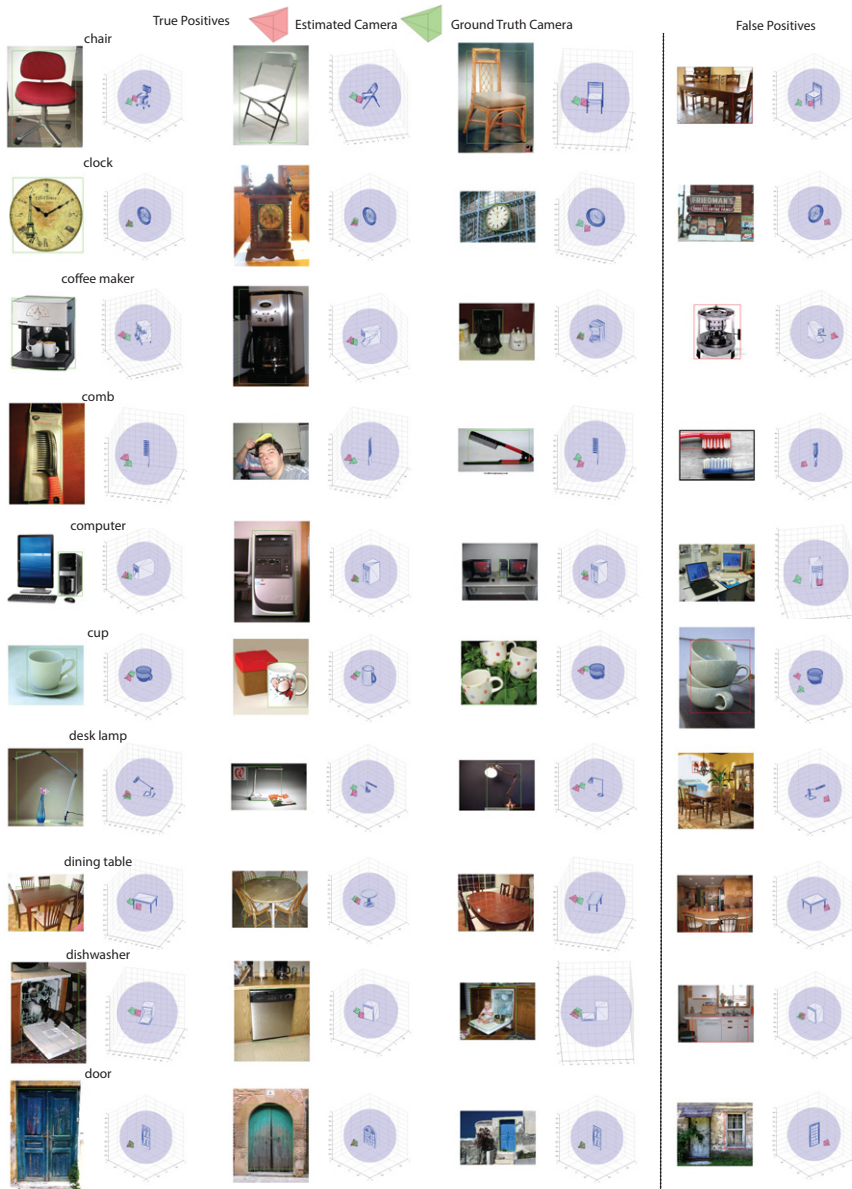 True Positives
Estimated Camera
Ground Truth Camera
False Positives
chair
clock
FRIEDMAN'S
coffee maker
comb
computer
cup
desk lamp
dining table
dishwasher
door